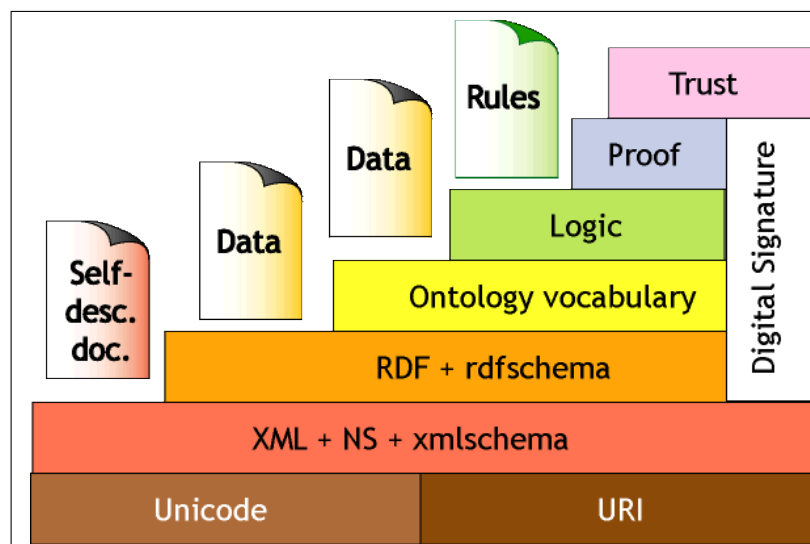 Rules
Trust
Data
Proof
Data
Logic
Self-
desc.
doc.
Ontology vocabulary
Digital Signature
RDF + rdfschema
XML + NS + xmlschema
Unicode
URI